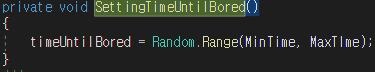 private void SettingTimeUntilBored()
{
timeUntilBored = Random.Range(MinTime, MaxTIme);
}